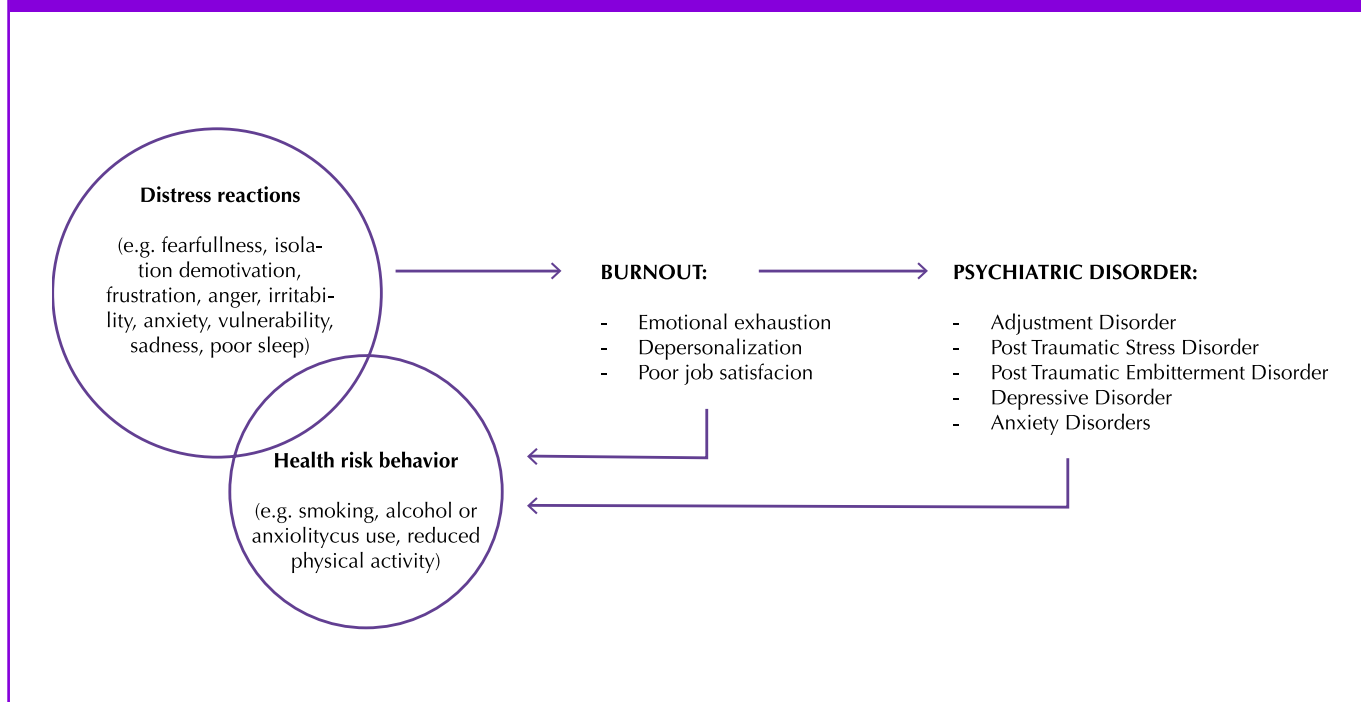 Distress reactions
(e.g. fearfullness, isola-
tion demotivation,
frustration, anger, irritabi-
lity, anxiety, vulnerability,
sadness, poor sleep)
Health risk behavior
(e.g. smoking, alcohol or
anxiolitycus use, reduced
physical activity)
BURNOUT:
- Emotional exhaustion
- Depersonalization
- Poor job satisfacion
PSYCHIATRIC DISORDER:
- Adjustment Disorder
- Post Traumatic Stress Disorder
- Post Traumatic Embitterment Disorder
- Depressive Disorder
- Anxiety Disorders